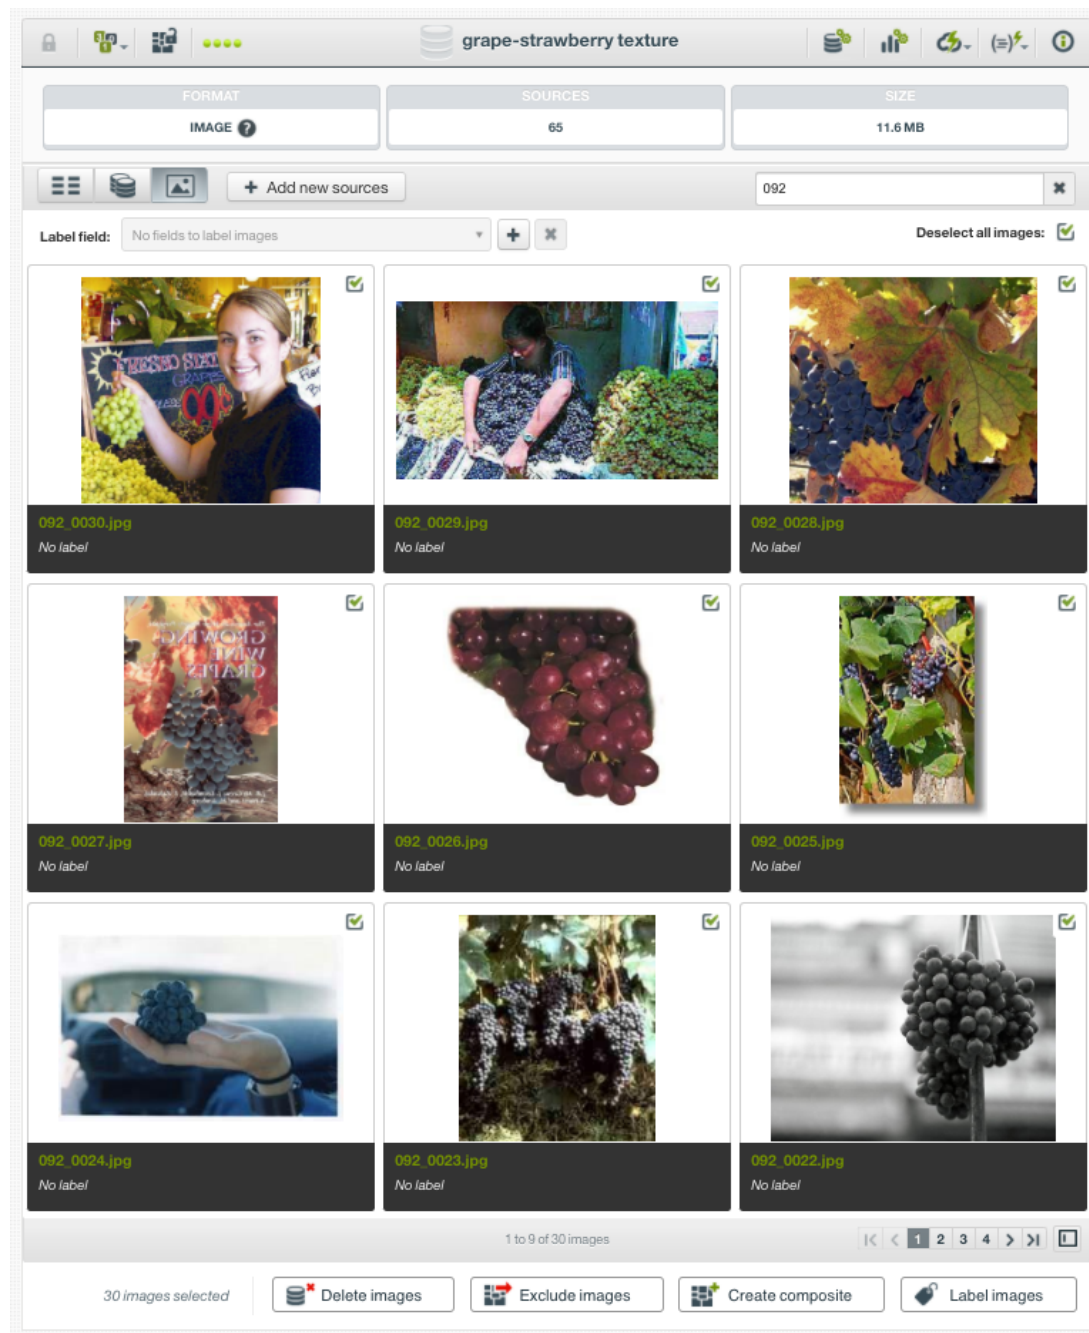 grape-strawberry texture
FORMAT
SOURCES
SIZE
IMAGE ?
65
11.6 MB
+ Add new sources
092
Label field:
No fields to label images
Deselect all images:
092_0030.jpg
No label
092_0029.jpg
No label
092_0028.jpg
No label
GROWING
WINE
GRAPES
092_0027.jpg
No label
092_0026.jpg
No label
092_0025.jpg
No label
092_0024.jpg
No label
092_0023.jpg
No label
092_0022.jpg
No label
1 to 9 of 30 images
1 2 3 4
30 images selected
Delete images
Exclude images
Create composite
Label images